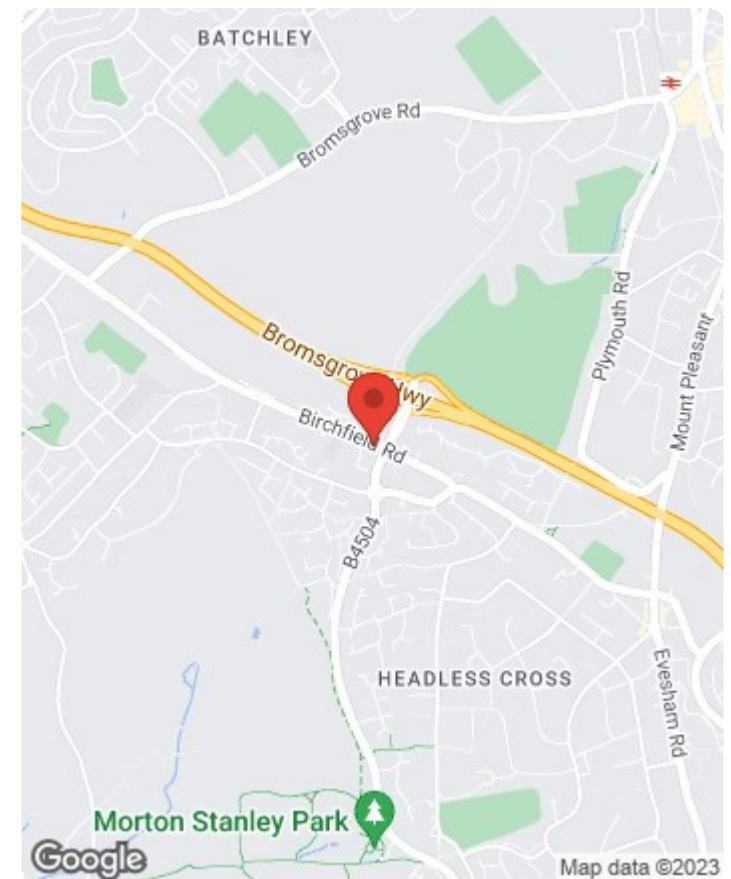 BATCHLEY
Bromsgrove Rd
Plymouth Rd
Mount Pleasant
Bromsgrove Hwy
Birchfield Rd
B4504
HEADLESS CROSS
Evesham Rd
Morton Stanley Park
Google
Map data ©2023